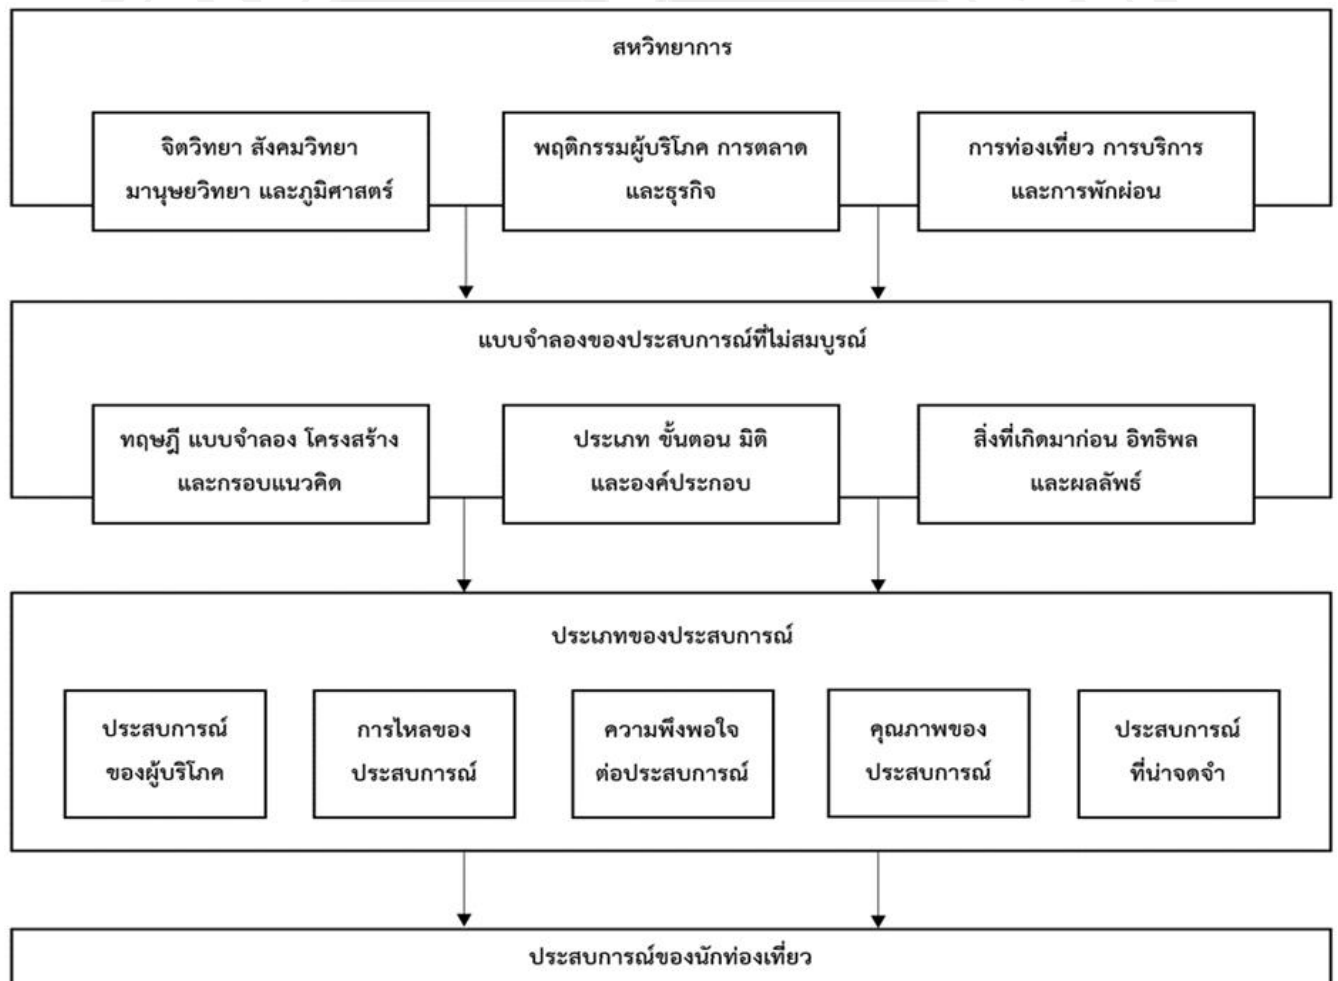 สหวิทยาการ
จิตวิทยา สังคมวิทยา
มานุษยวิทยา และภูมิศาสตร์
พฤติกรรมผู้บริโภค การตลาด
และธุรกิจ
การท่องเที่ยว การบริการ
และการพักผ่อน
แบบจำลองของประสบการณ์ที่ไม่สมบูรณ์
ทฤษฎี แบบจำลอง โครงสร้าง
และกรอบแนวคิด
ประเภท ขั้นตอน มิติ
และองค์ประกอบ
สิ่งที่เกิดมาก่อน อิทธิพล
และผลลัพธ์
ประเภทของประสบการณ์
ประสบการณ์
ของผู้บริโภค
การไหลของ
ประสบการณ์
ความพึงพอใจ
ต่อประสบการณ์
คุณภาพของ
ประสบการณ์
ประสบการณ์
ที่น่าจดจำ
ประสบการณ์ของนักท่องเที่ยว